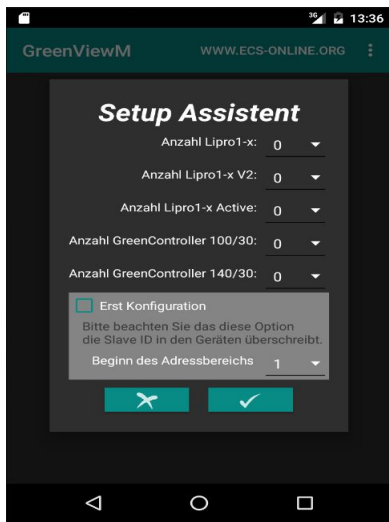 36 13:36
GreenViewM WWW.ECS-ONLINE.ORG
Setup Assistent
Anzahl Lipro1-x: 0
Anzahl Lipro1-x V2: 0
Anzahl Lipro1-x Active: 0
Anzahl GreenController 100/30: 0
Anzahl GreenController 140/30: 0
Erst Konfiguration
Bitte beachten Sie das diese Option
die Slave ID in den Geräten überschreibt.
Beginn des Adressbereichs 1